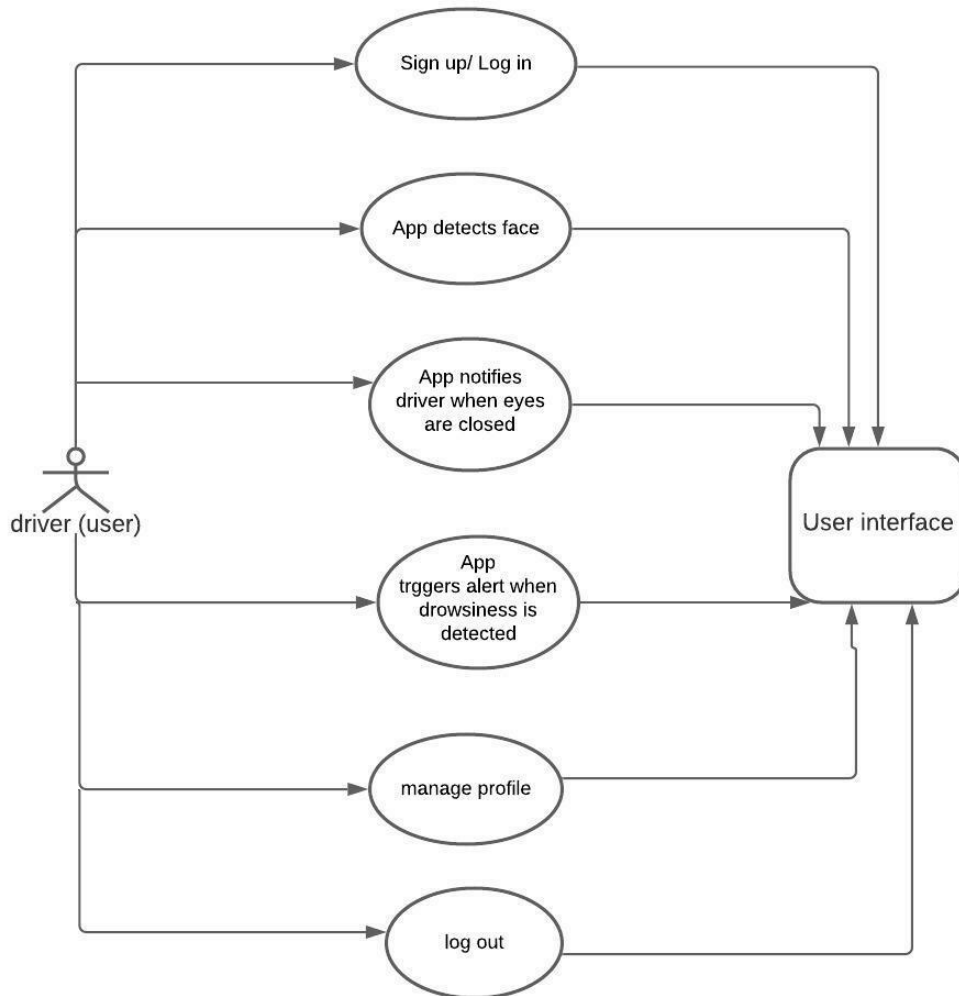 Sign up/ Log in
App detects face
App notifies
driver when eyes
are closed
driver (user)
User interface
App
trggers alert when
drowsiness is
detected
manage profile
log out